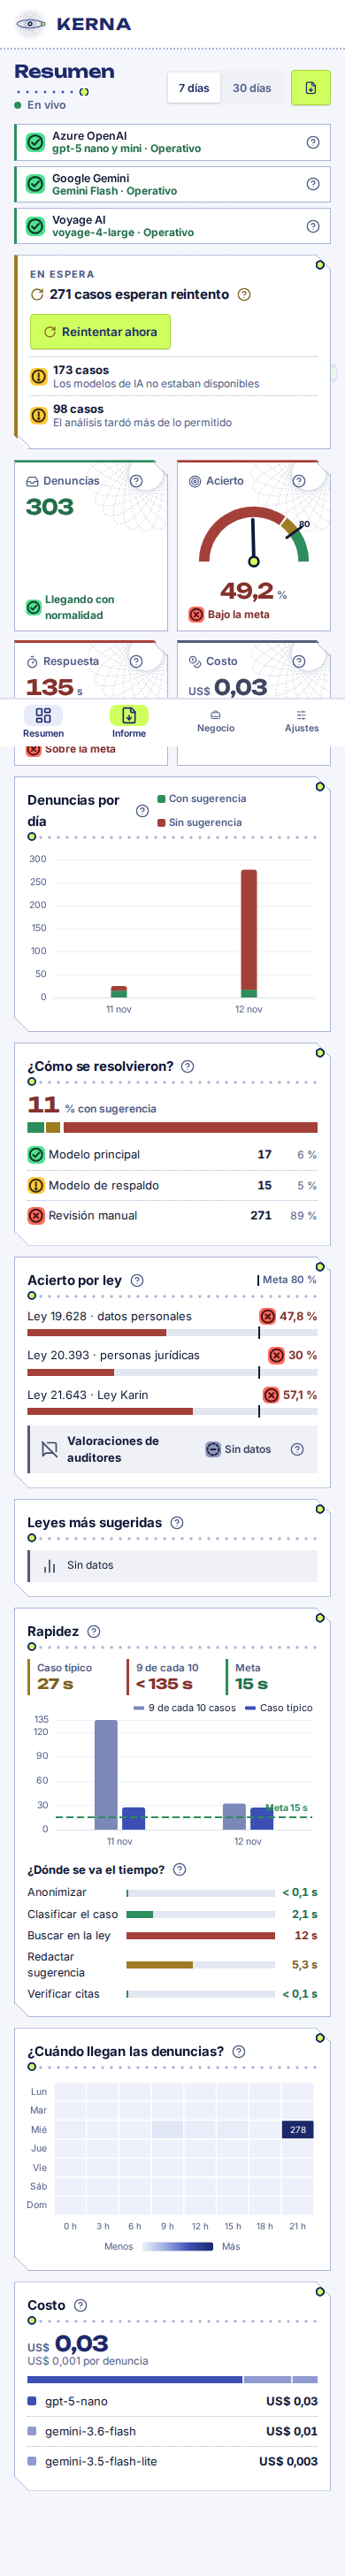 KERNA
Resumen
En vivo
7 días
30 días
Azure OpenAI
gpt-5 nano y mini · Operativo
Google Gemini
Gemini Flash · Operativo
Voyage AI
voyage-4-large · Operativo
EN ESPERA
271 casos esperan reintento
Reintentar ahora
173 casos
Los modelos de IA no estaban disponibles
98 casos
El análisis tardó más de lo permitido
Denuncias
303
Llegando con
normalidad
Acierto
80
49,2 %
Bajo la meta
Respuesta
135 s
Sobre la meta
Costo
US$ 0,03
Resumen
Informe
Negocio
Ajustes
Denuncias por
día
Con sugerencia
Sin sugerencia
300
250
200
150
100
50
0
11 nov
12 nov
¿Cómo se resolvieron?
11 % con sugerencia
Modelo principal 17 6 %
Modelo de respaldo 15 5 %
Revisión manual 271 89 %
Acierto por ley
Meta 80 %
Ley 19.628 · datos personales 47,8 %
Ley 20.393 · personas jurídicas 30 %
Ley 21.643 · Ley Karin 57,1 %
Valoraciones de
auditores
Sin datos
Leyes más sugeridas
Sin datos
Rapidez
Caso típico
27 s
9 de cada 10
< 135 s
Meta
15 s
9 de cada 10 casos
Caso típico
135
120
90
60
30
0
Meta 15 s
11 nov
12 nov
¿Dónde se va el tiempo?
Anonimizar < 0,1 s
Clasificar el caso 2,1 s
Buscar en la ley 12 s
Redactar
sugerencia
5,3 s
Verificar citas < 0,1 s
¿Cuándo llegan las denuncias?
Lun
Mar
Mié
278
Jue
Vie
Sáb
Dom
0 h 3 h 6 h 9 h 12 h 15 h 18 h 21 h
Menos
Más
Costo
US$ 0,03
US$ 0,001 por denuncia
gpt-5-nano US$ 0,03
gemini-3.6-flash US$ 0,01
gemini-3.5-flash-lite US$ 0,003